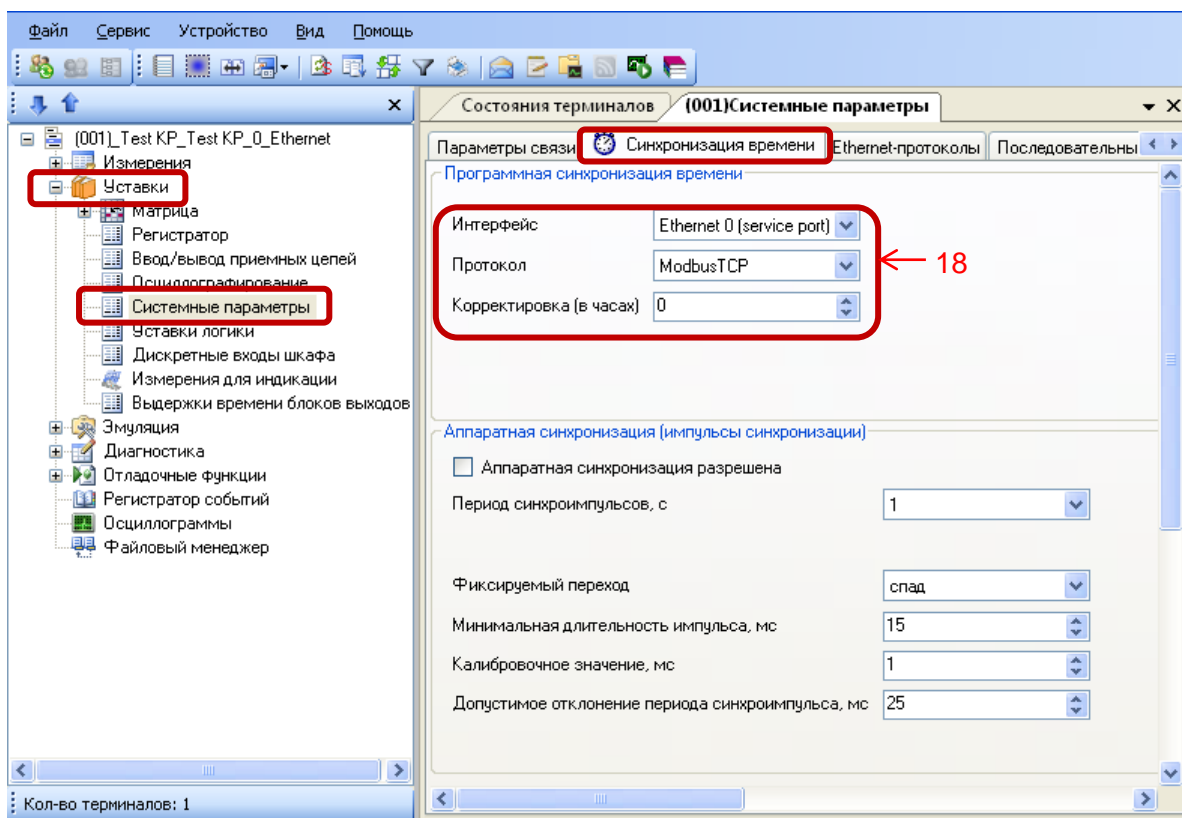 Файл Сервис Устройство Вид Помощь
(001)_Test KP_Test KP_0_Ethernet
Измерения
Уставки
Матрица
Регистратор
Ввод/вывод приемных цепей
Осциллографирование
Системные параметры
Уставки логики
Дискретные входы шкафа
Измерения для индикации
Выдержки времени блоков выходов
Эмуляция
Диагностика
Отладочные функции
Регистратор событий
Осциллограммы
Файловый менеджер
Кол-во терминалов: 1
Состояния терминалов (001)Системные параметры
Параметры связи Синхронизация времени Ethernet-протоколы Последовательны
Программная синхронизация времени
Интерфейс Ethernet 0 (service port)
Протокол ModbusTCP
Корректировка (в часах) 0
18
Аппаратная синхронизация (импульсы синхронизации)
Аппаратная синхронизация разрешена
Период синхроимпульсов, с 1
Фиксируемый переход спад
Минимальная длительность импульса, мс 15
Калибровочное значение, мс 1
Допустимое отклонение периода синхроимпульса, мс 25